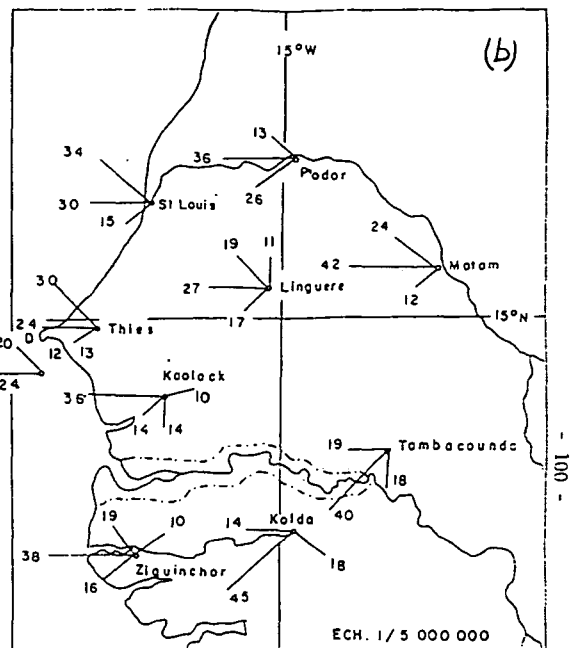 15°W
(b)
13
34
36
Podor
26
30
St Louis
15
19
11
24
42
Matam
12
27
Linguere
17
30
24
15°N
D
Thies
20
12
13
24
Kaolack
36
10
14
14
19
Tambacounda
18
40
- 100 -
19
10
14
Kolda
38
18
Ziguinchor
16
45
ECH. 1/5 000 000